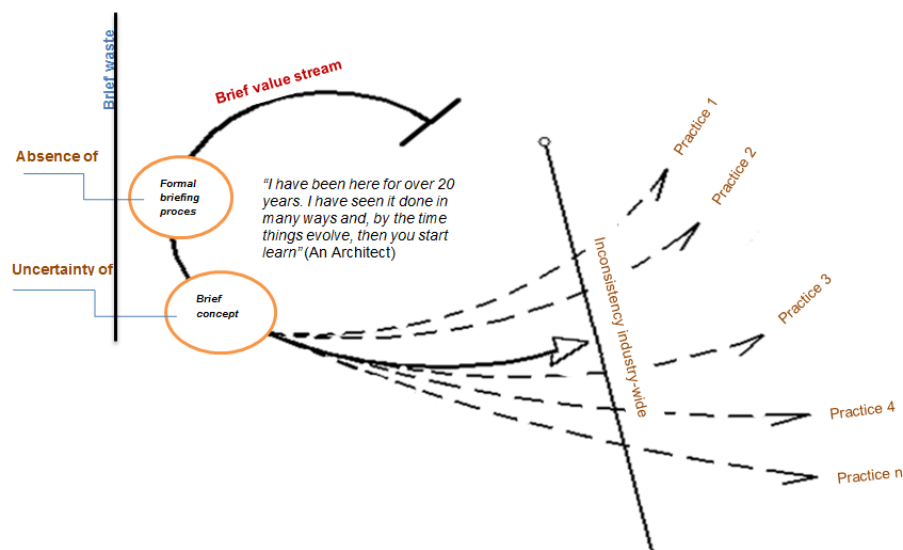 Brief waste
Brief value stream
Absence of
Formal
briefing
proces
Uncertainty of
Brief
concept
“I have been here for over 20
years. I have seen it done in
many ways and, by the time
things evolve, then you start
learn” (An Architect)
Inconsistency industry-wide
Practice 1
Practice 2
Practice 3
Practice 4
Practice n